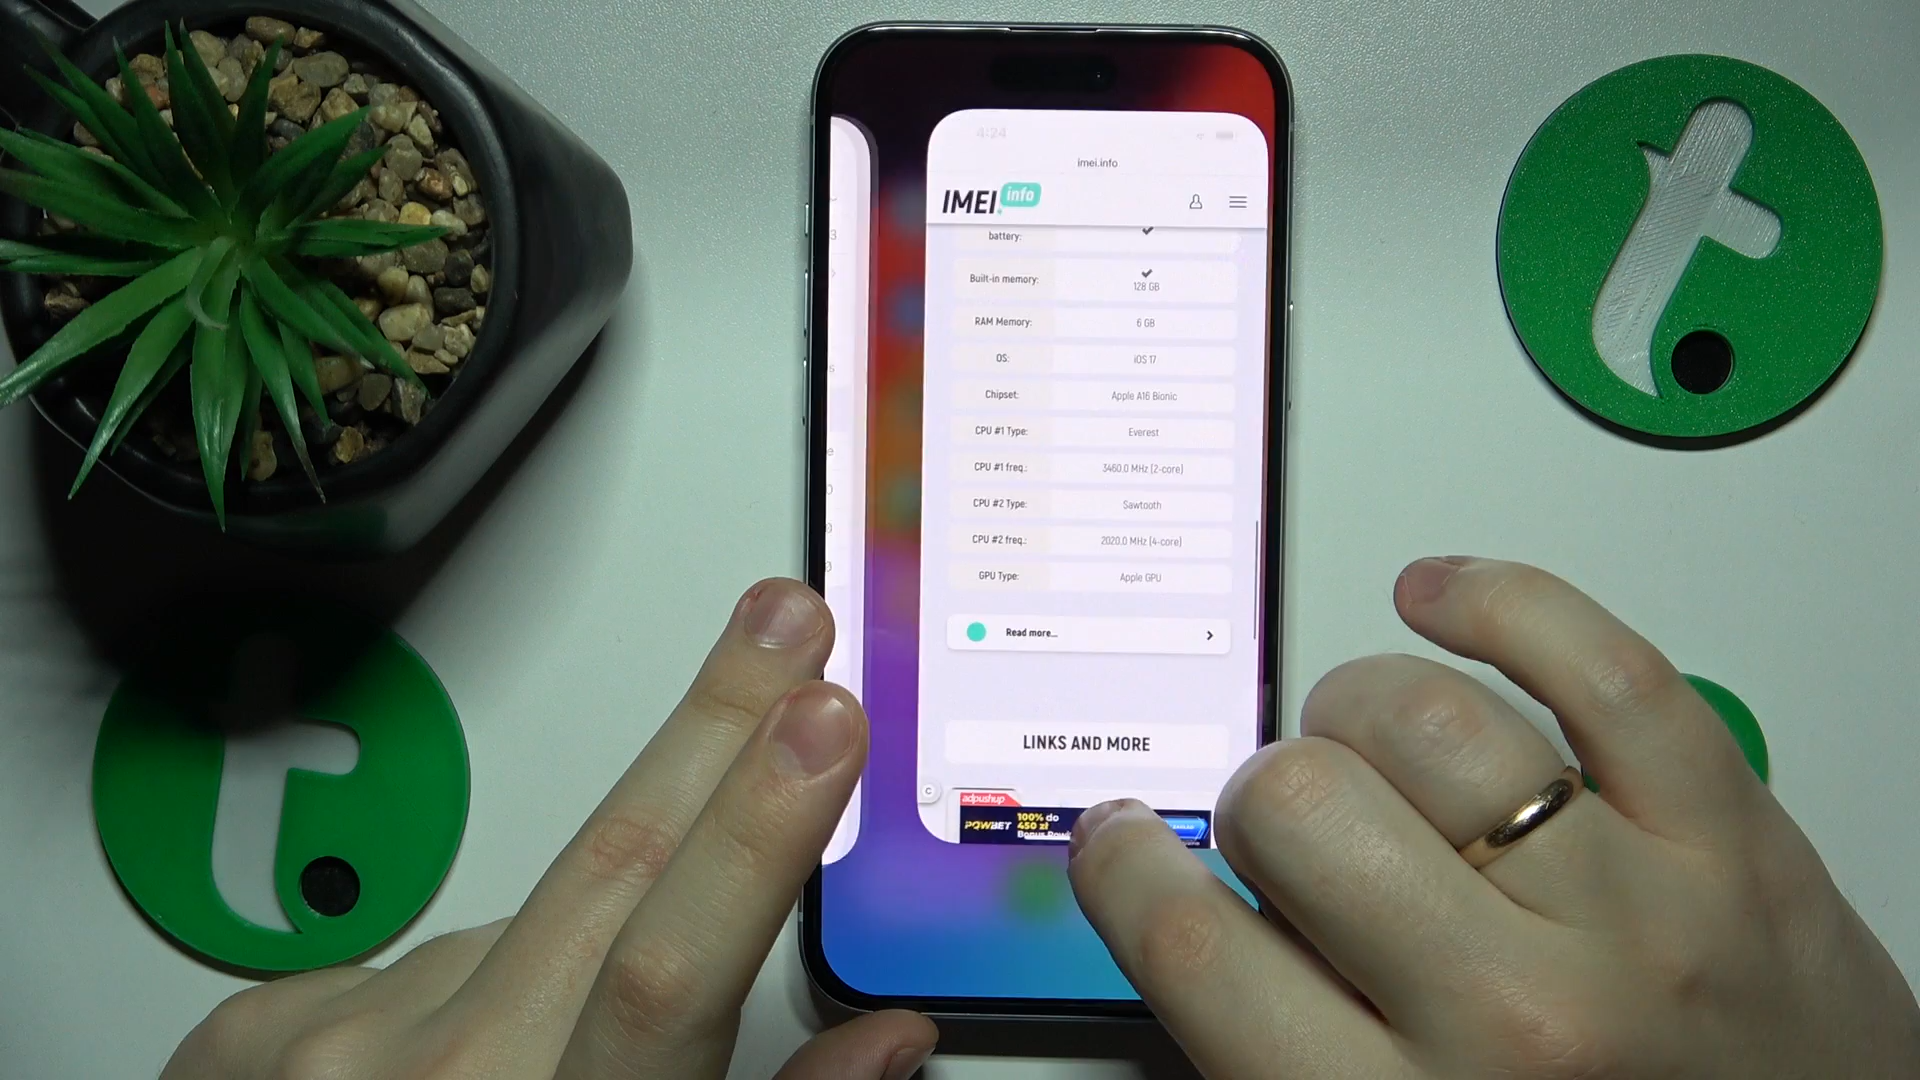 4:24
imei.info
IMEI.info
battery:
Built-in memory: 128 GB
RAM Memory: 6 GB
OS: iOS 17
Chipset: Apple A16 Bionic
CPU #1 Type: Everest
CPU #1 freq.: 3460.0 MHz (2-core)
CPU #2 Type: Sawtooth
CPU #2 freq.: 2020.0 MHz (4-core)
GPU Type: Apple GPU
Read more...
LINKS AND MORE
adpushup
POWBET
100% do
450 zł
Bonus